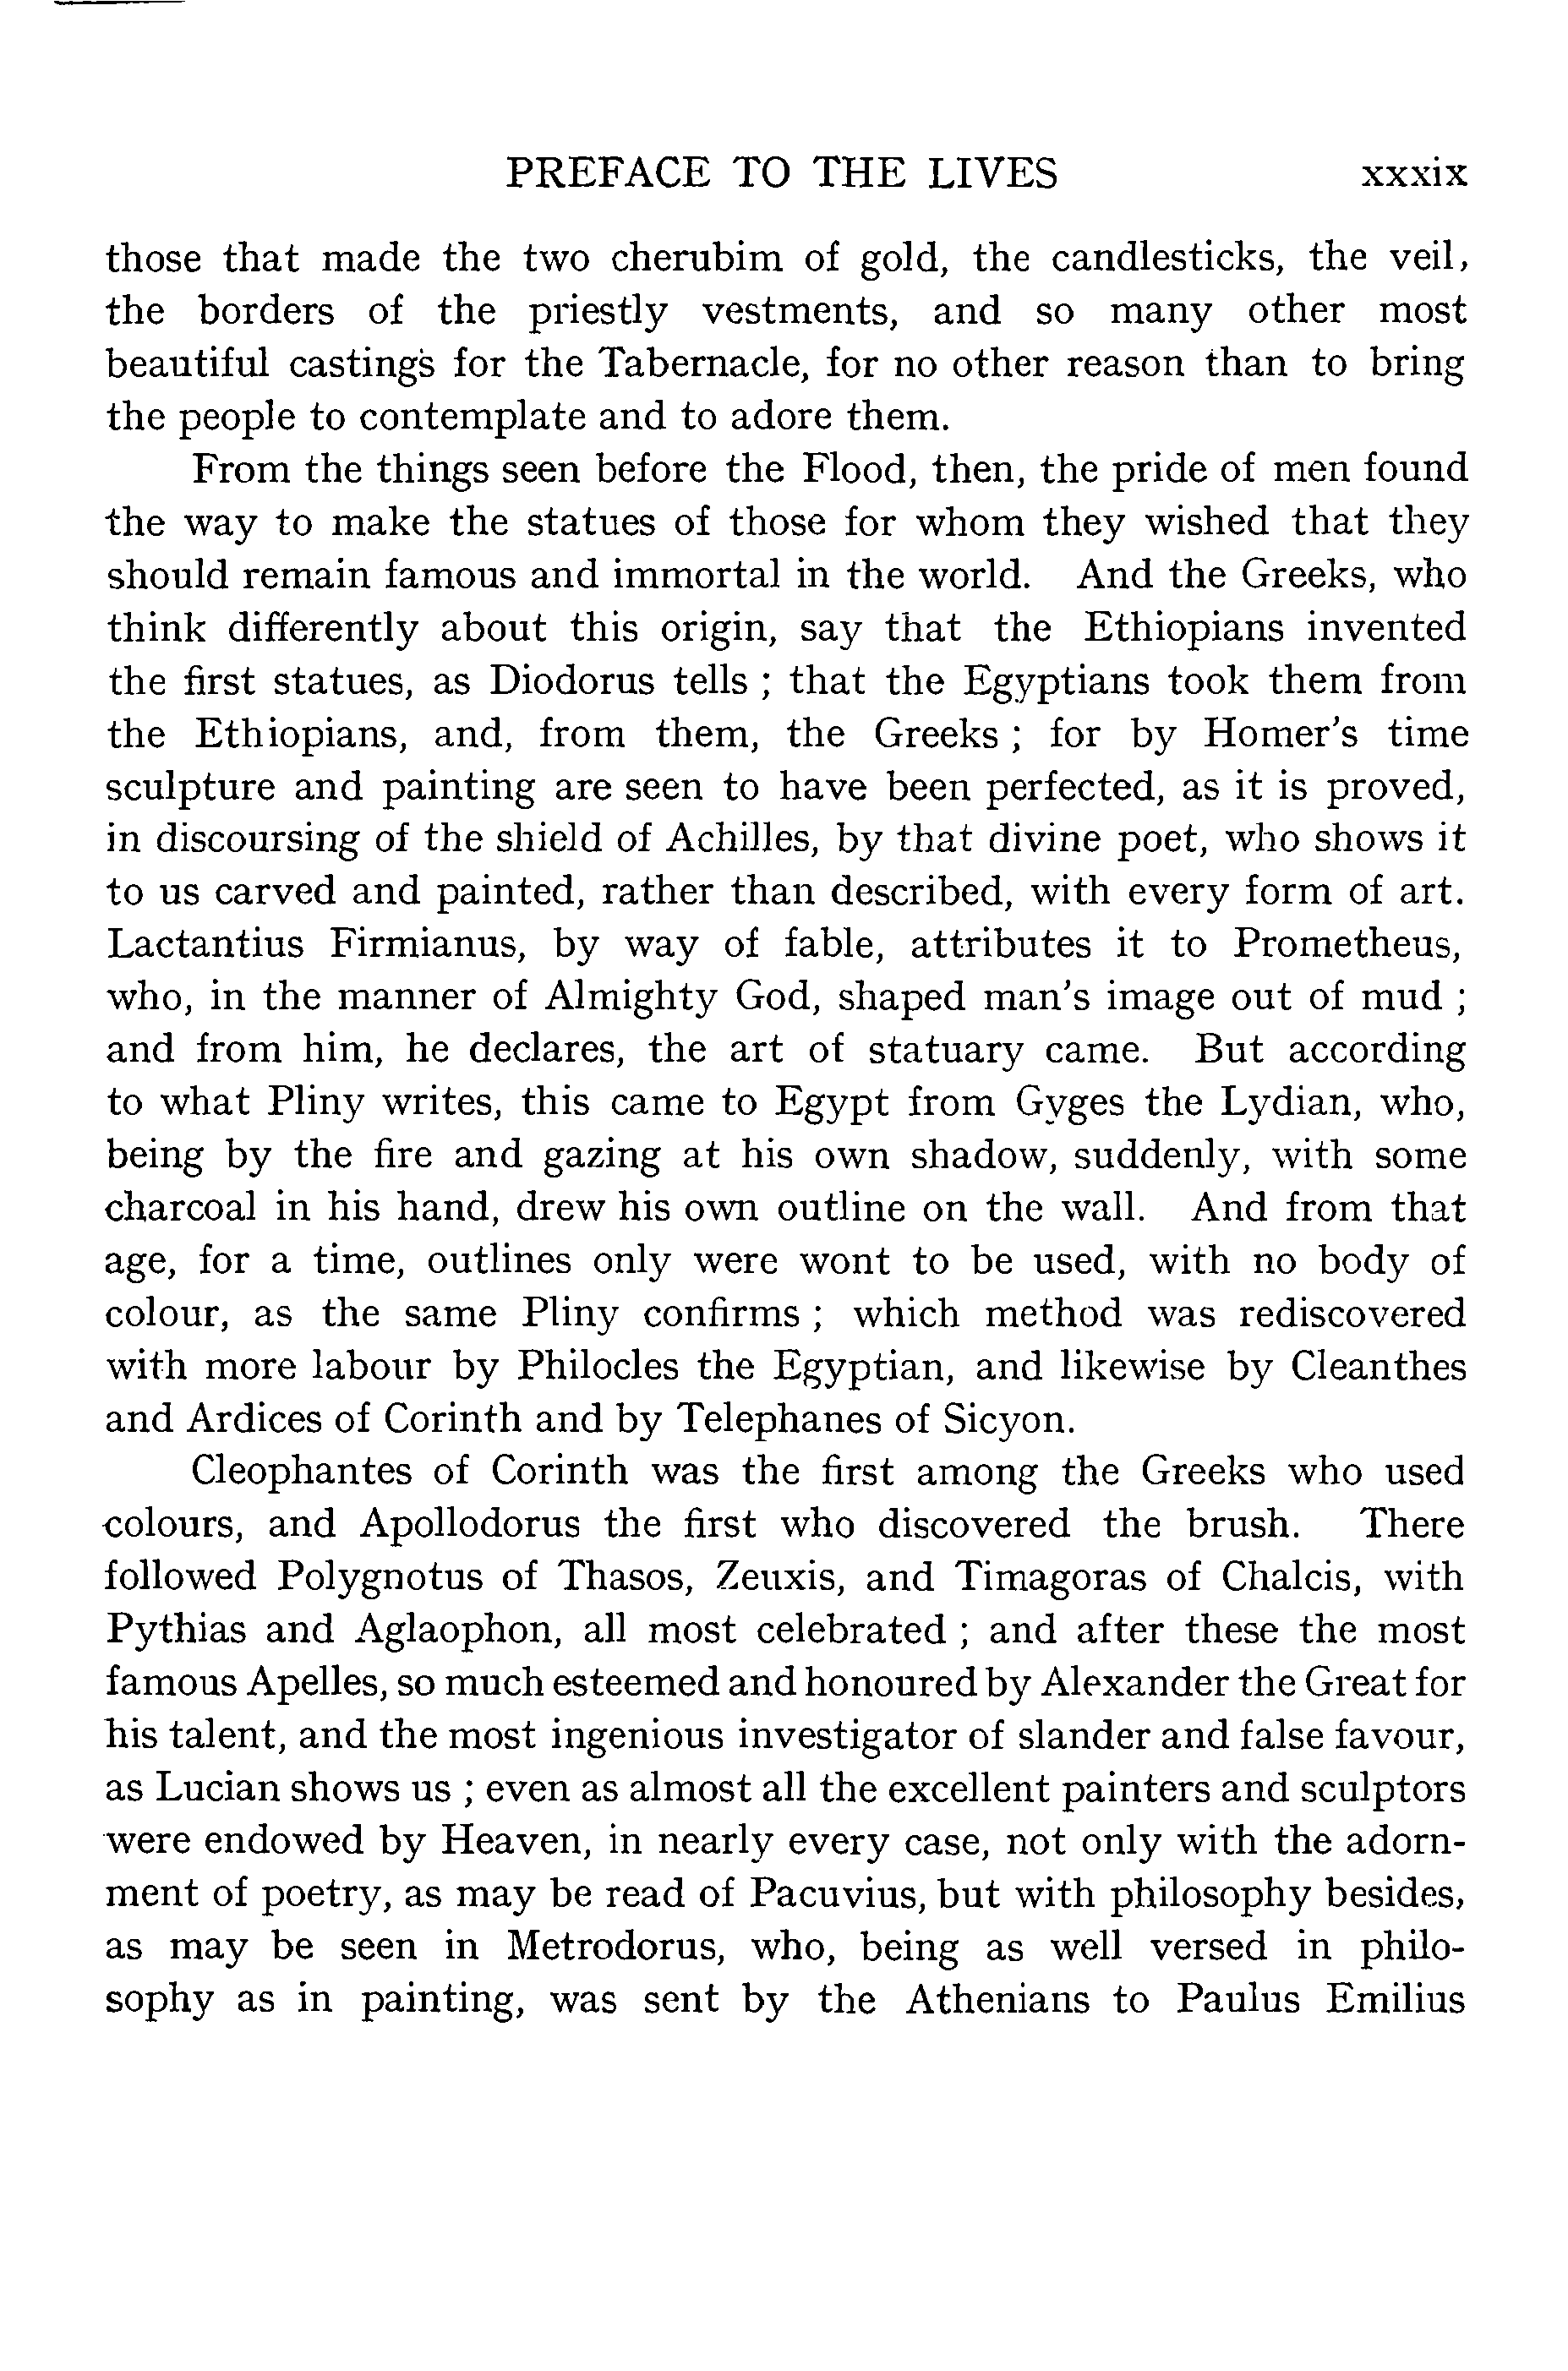 PREFACE TO THE LIVES xxxix
those that made the two cherubim of gold, the candlesticks, the veil,
the borders of the priestly vestments, and so many other most
beautiful castings for the Tabernacle, for no other reason than to bring
the people to contemplate and to adore them.
From the things seen before the Flood, then, the pride of men found
the way to make the statues of those for whom they wished that they
should remain famous and immortal in the world. And the Greeks, who
think differently about this origin, say that the Ethiopians invented
the first statues, as Diodorus tells ; that the Egyptians took them from
the Ethiopians, and, from them, the Greeks ; for by Homer's time
sculpture and painting are seen to have been perfected, as it is proved,
in discoursing of the shield of Achilles, by that divine poet, who shows it
to us carved and painted, rather than described, with every form of art.
Lactantius Firmianus, by way of fable, attributes it to Prometheus,
who, in the manner of Almighty God, shaped man's image out of mud ;
and from him, he declares, the art of statuary came. But according
to what Pliny writes, this came to Egypt from Gyges the Lydian, who,
being by the fire and gazing at his own shadow, suddenly, with some
charcoal in his hand, drew his own outline on the wall. And from that
age, for a time, outlines only were wont to be used, with no body of
colour, as the same Pliny confirms ; which method was rediscovered
with more labour by Philocles the Egyptian, and likewise by Cleanthes
and Ardices of Corinth and by Telephanes of Sicyon.
Cleophantes of Corinth was the first among the Greeks who used
colours, and Apollodorus the first who discovered the brush. There
followed Polygnotus of Thasos, Zeuxis, and Timagoras of Chalcis, with
Pythias and Aglaophon, all most celebrated ; and after these the most
famous Apelles, so much esteemed and honoured by Alexander the Great for
his talent, and the most ingenious investigator of slander and false favour,
as Lucian shows us ; even as almost all the excellent painters and sculptors
were endowed by Heaven, in nearly every case, not only with the adorn-
ment of poetry, as may be read of Pacuvius, but with philosophy besides,
as may be seen in Metrodorus, who, being as well versed in philo-
sophy as in painting, was sent by the Athenians to Paulus Emilius